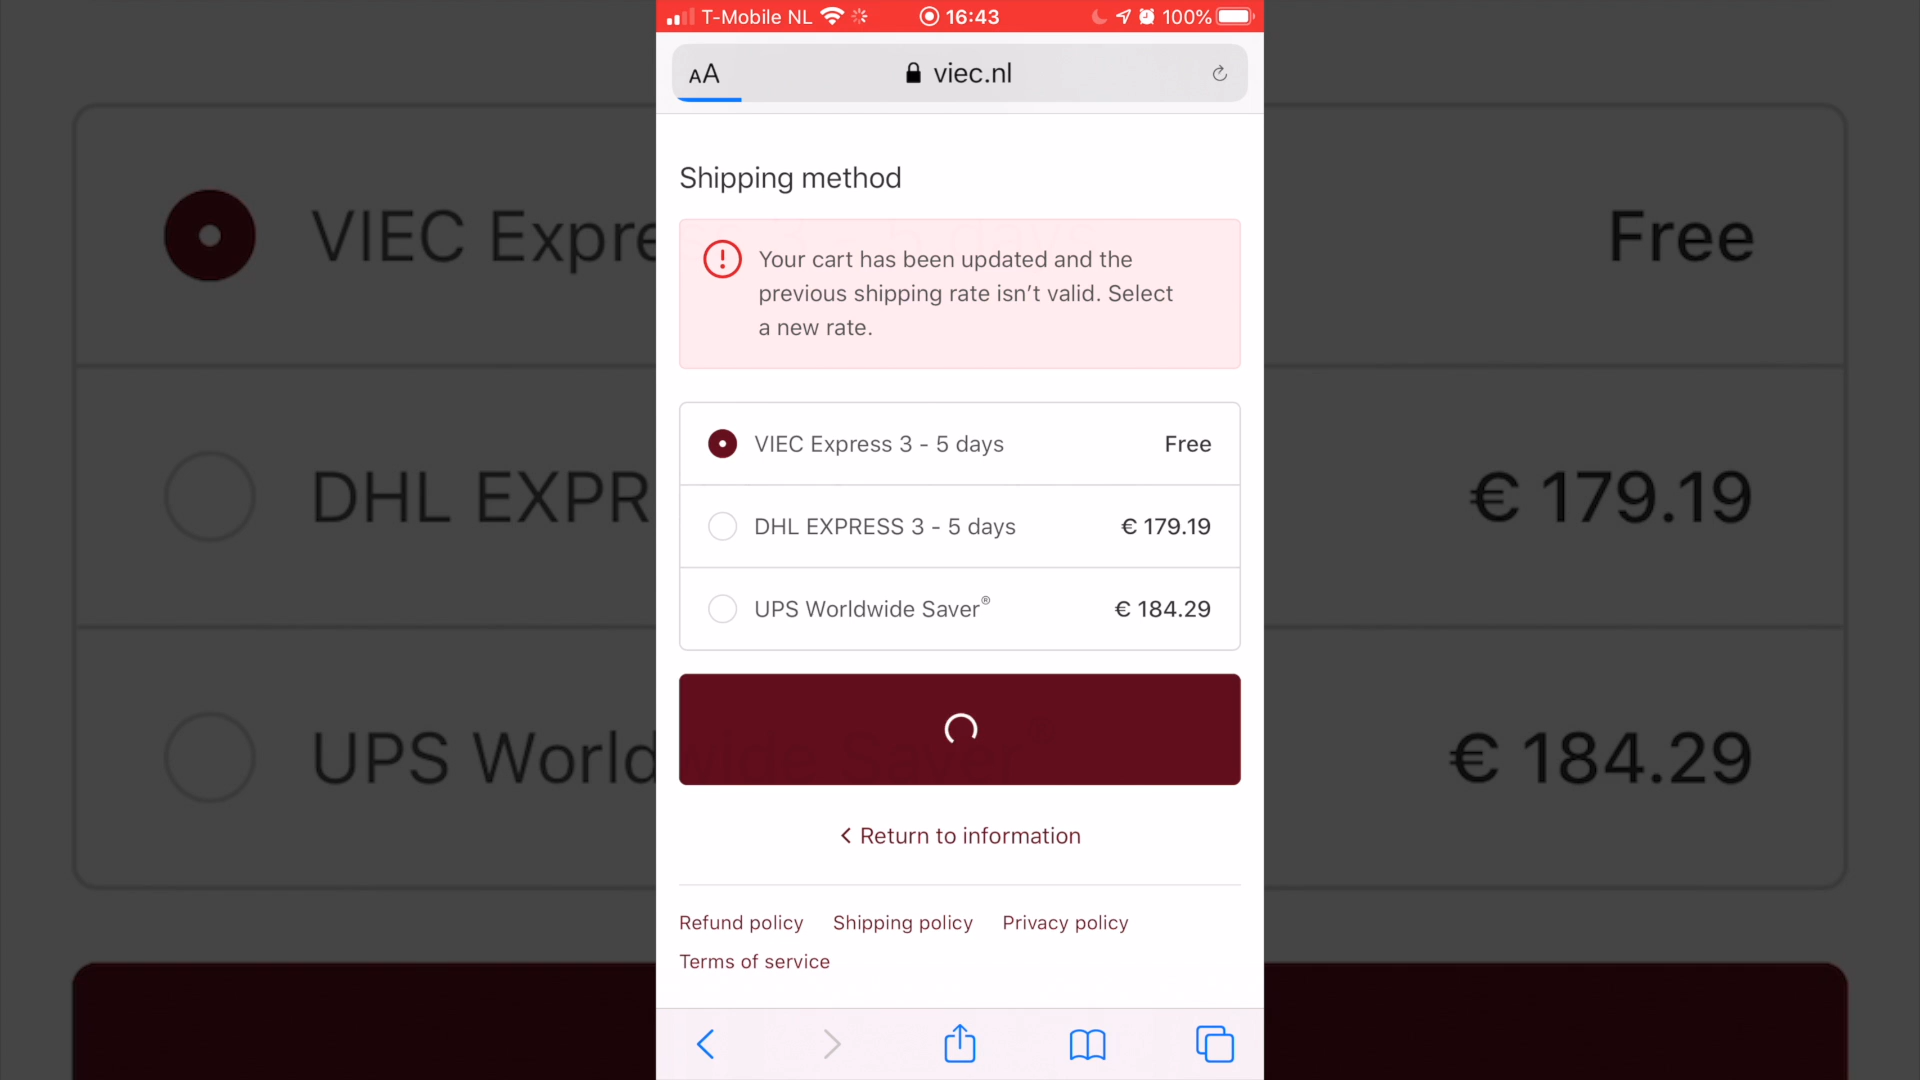 T-Mobile NL 16:43 100%
AA viec.nl
Shipping method
Your cart has been updated and the
previous shipping rate isn’t valid. Select
a new rate.
VIEC Express 3 - 5 days Free
DHL EXPRESS 3 - 5 days € 179.19
UPS Worldwide Saver® € 184.29
< Return to information
Refund policy Shipping policy Privacy policy
Terms of service
VIEC Expre Free
DHL EXPR € 179.19
UPS World € 184.29